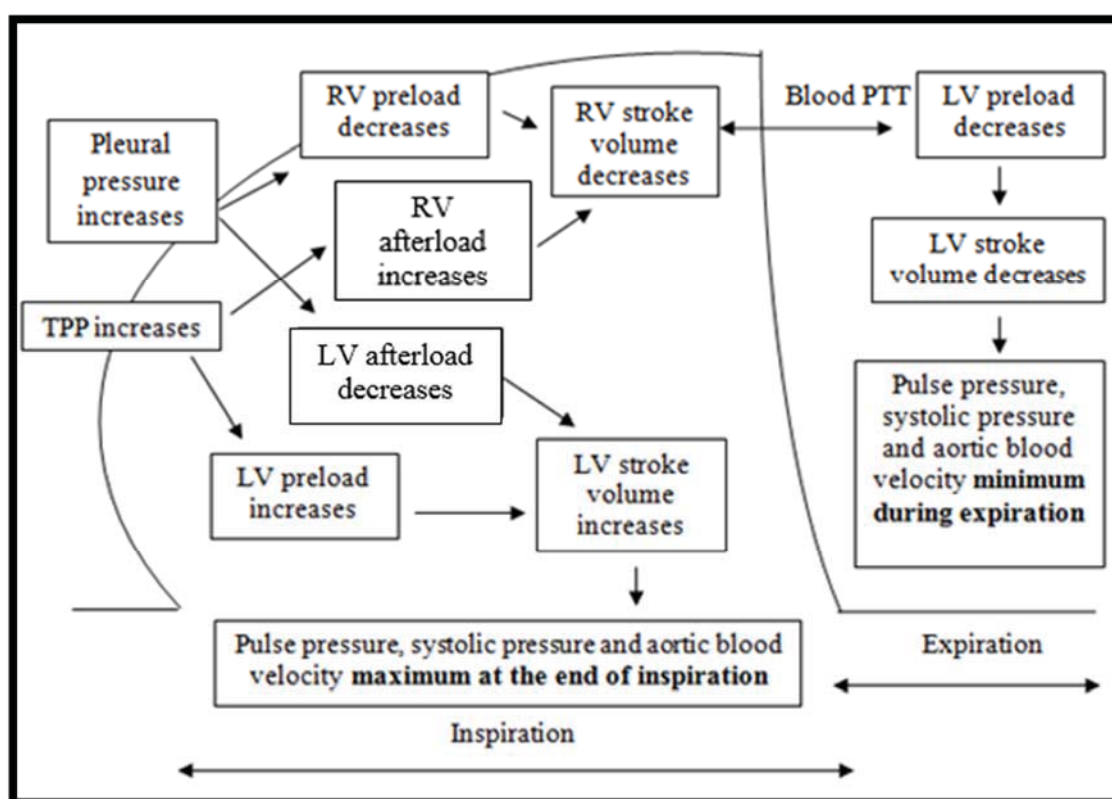 Pleural
pressure
increases
TPP increases
RV preload
decreases
RV
afterload
increases
LV afterload
decreases
LV preload
increases
RV stroke
volume
decreases
LV stroke
volume
increases
Pulse pressure, systolic pressure and aortic blood
velocity maximum at the end of inspiration
Inspiration
Blood PTT
LV preload
decreases
LV stroke
volume decreases
Pulse pressure,
systolic pressure
and aortic blood
velocity minimum
during expiration
Expiration